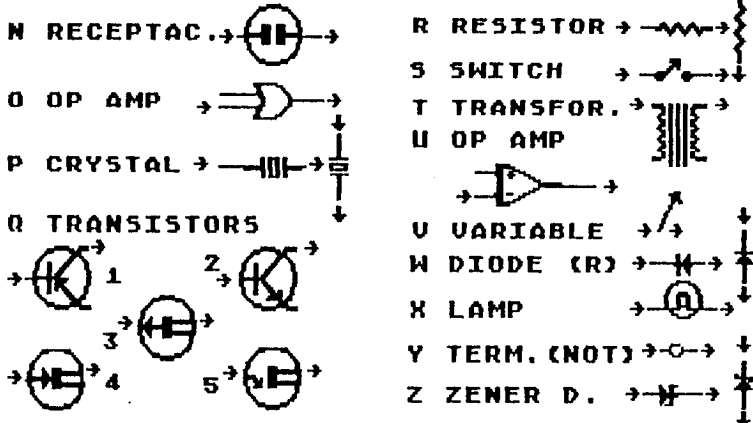 N RECEPTAC.
O OP AMP
P CRYSTAL
Q TRANSISTORS
1
2
3
4
5
R RESISTOR
S SWITCH
T TRANSFOR.
U OP AMP
V VARIABLE
W DIODE (R)
X LAMP
Y TERM.(NOT)
Z ZENER D.